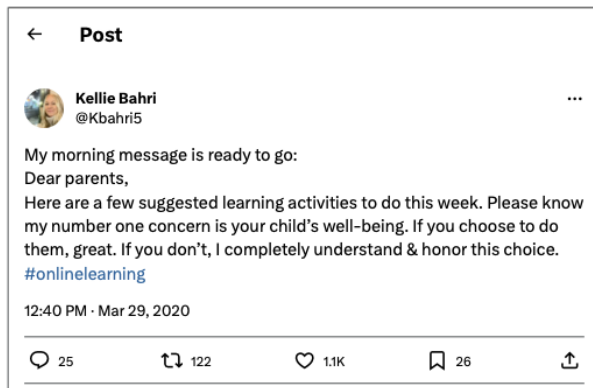 Post
Kellie Bahri
@Kbahri5
My morning message is ready to go:
Dear parents,
Here are a few suggested learning activities to do this week. Please know
my number one concern is your child's well-being. If you choose to do
them, great. If you don't, I completely understand & honor this choice.
#onlinelearning
12:40 PM · Mar 29, 2020
25 122 1.1K 26